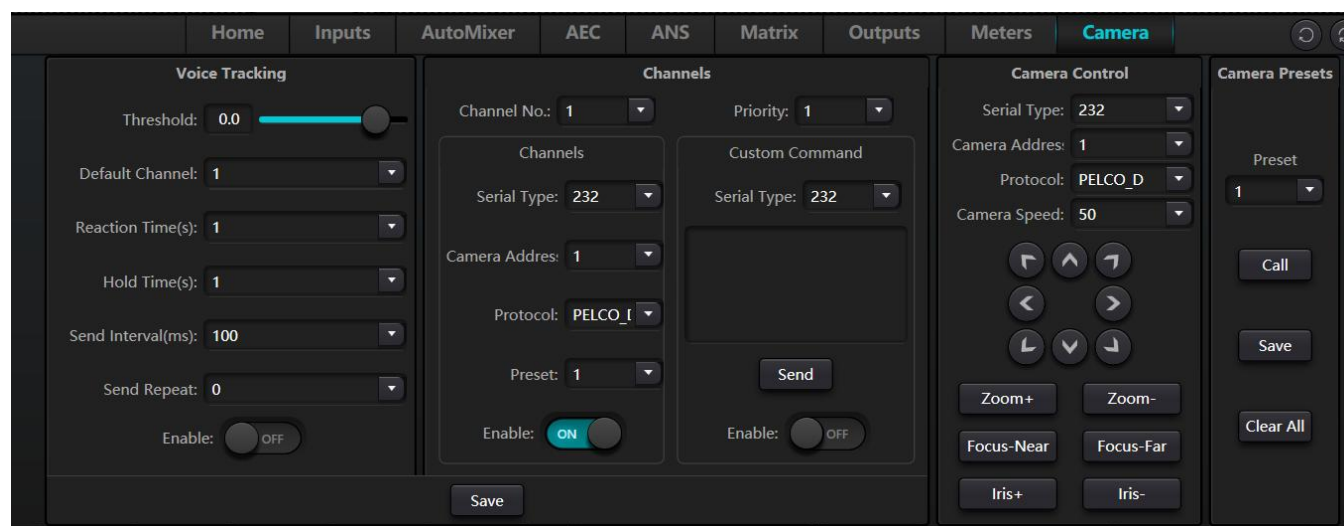 Home Inputs AutoMixer AEC ANS Matrix Outputs Meters Camera
Voice Tracking
Threshold: 0.0
Default Channel: 1
Reaction Time(s): 1
Hold Time(s): 1
Send Interval(ms): 100
Send Repeat: 0
Enable: OFF
Channels
Channel No.: 1 Priority: 1
Channels
Serial Type: 232
Camera Addres: 1
Protocol: PELCO_D
Preset: 1
Enable: ON
Custom Command
Serial Type: 232
Send
Enable: OFF
Save
Camera Control
Serial Type: 232
Camera Addres: 1
Protocol: PELCO_D
Camera Speed: 50
Zoom+ Zoom-
Focus-Near Focus-Far
Iris+ Iris-
Camera Presets
Preset
1
Call
Save
Clear All